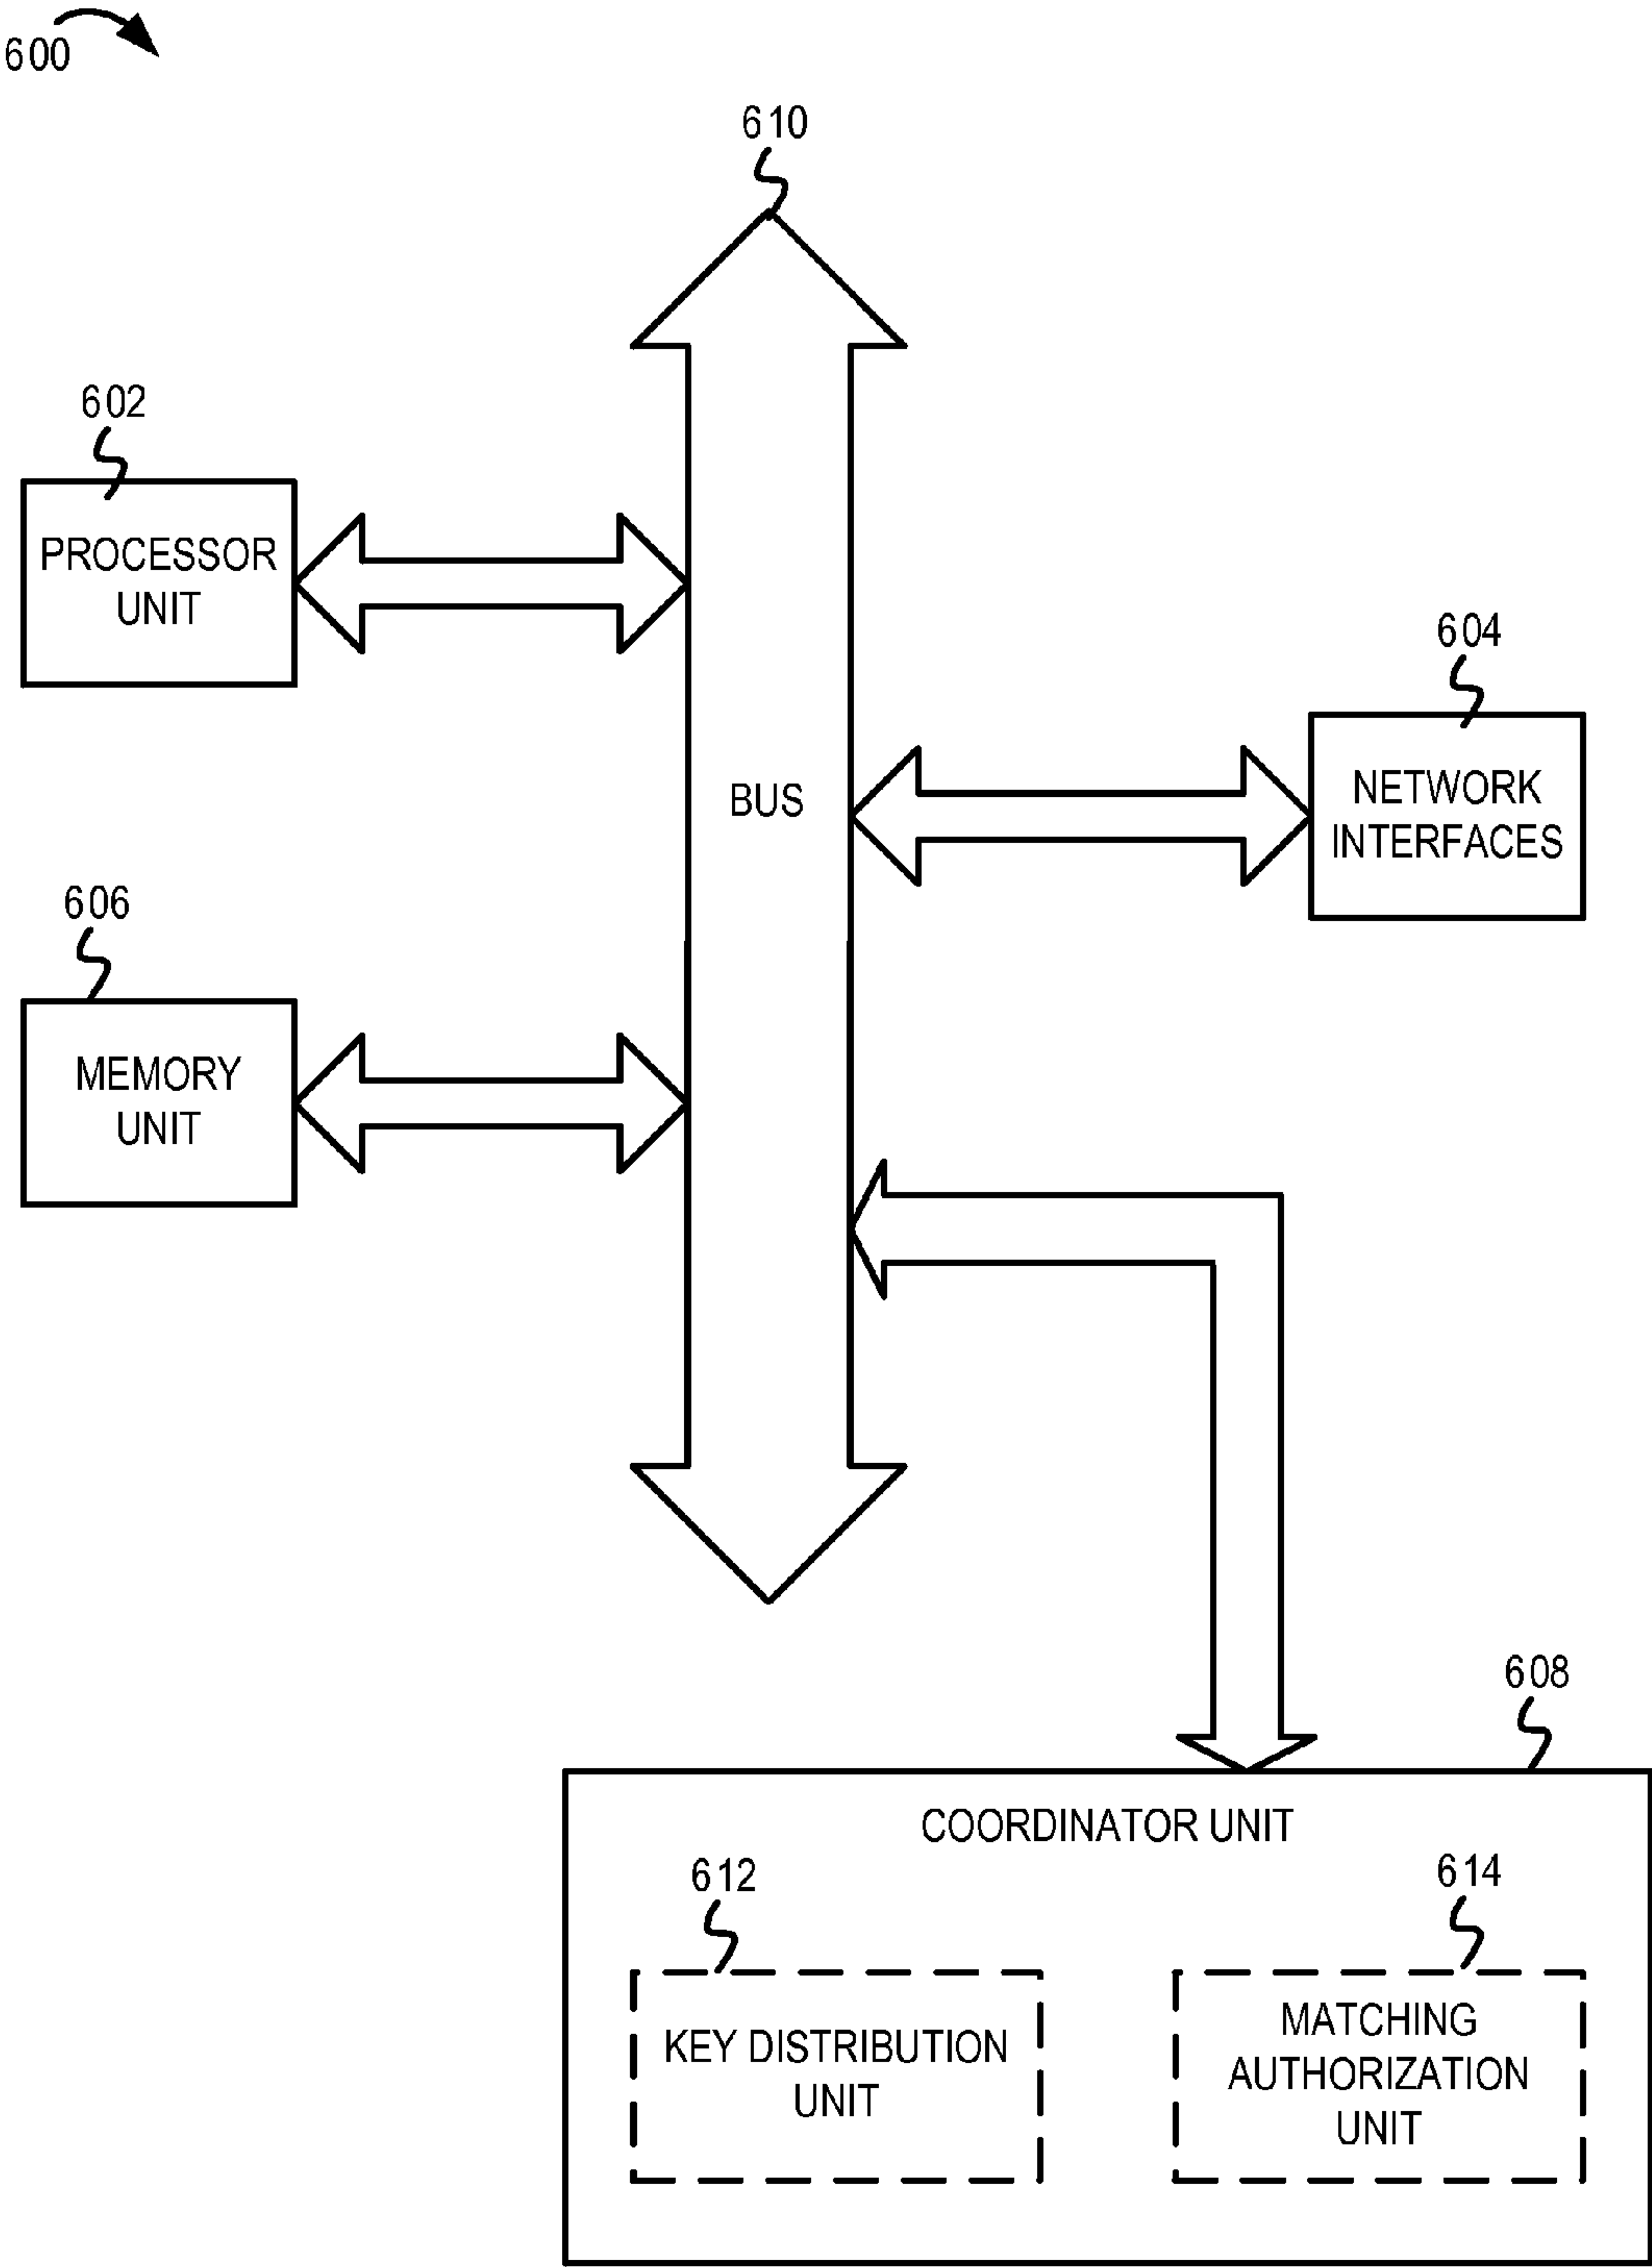 600
610
602
PROCESSOR
UNIT
604
BUS
NETWORK
INTERFACES
606
MEMORY
UNIT
608
COORDINATOR UNIT
612
614
KEY DISTRIBUTION
UNIT
MATCHING
AUTHORIZATION
UNIT